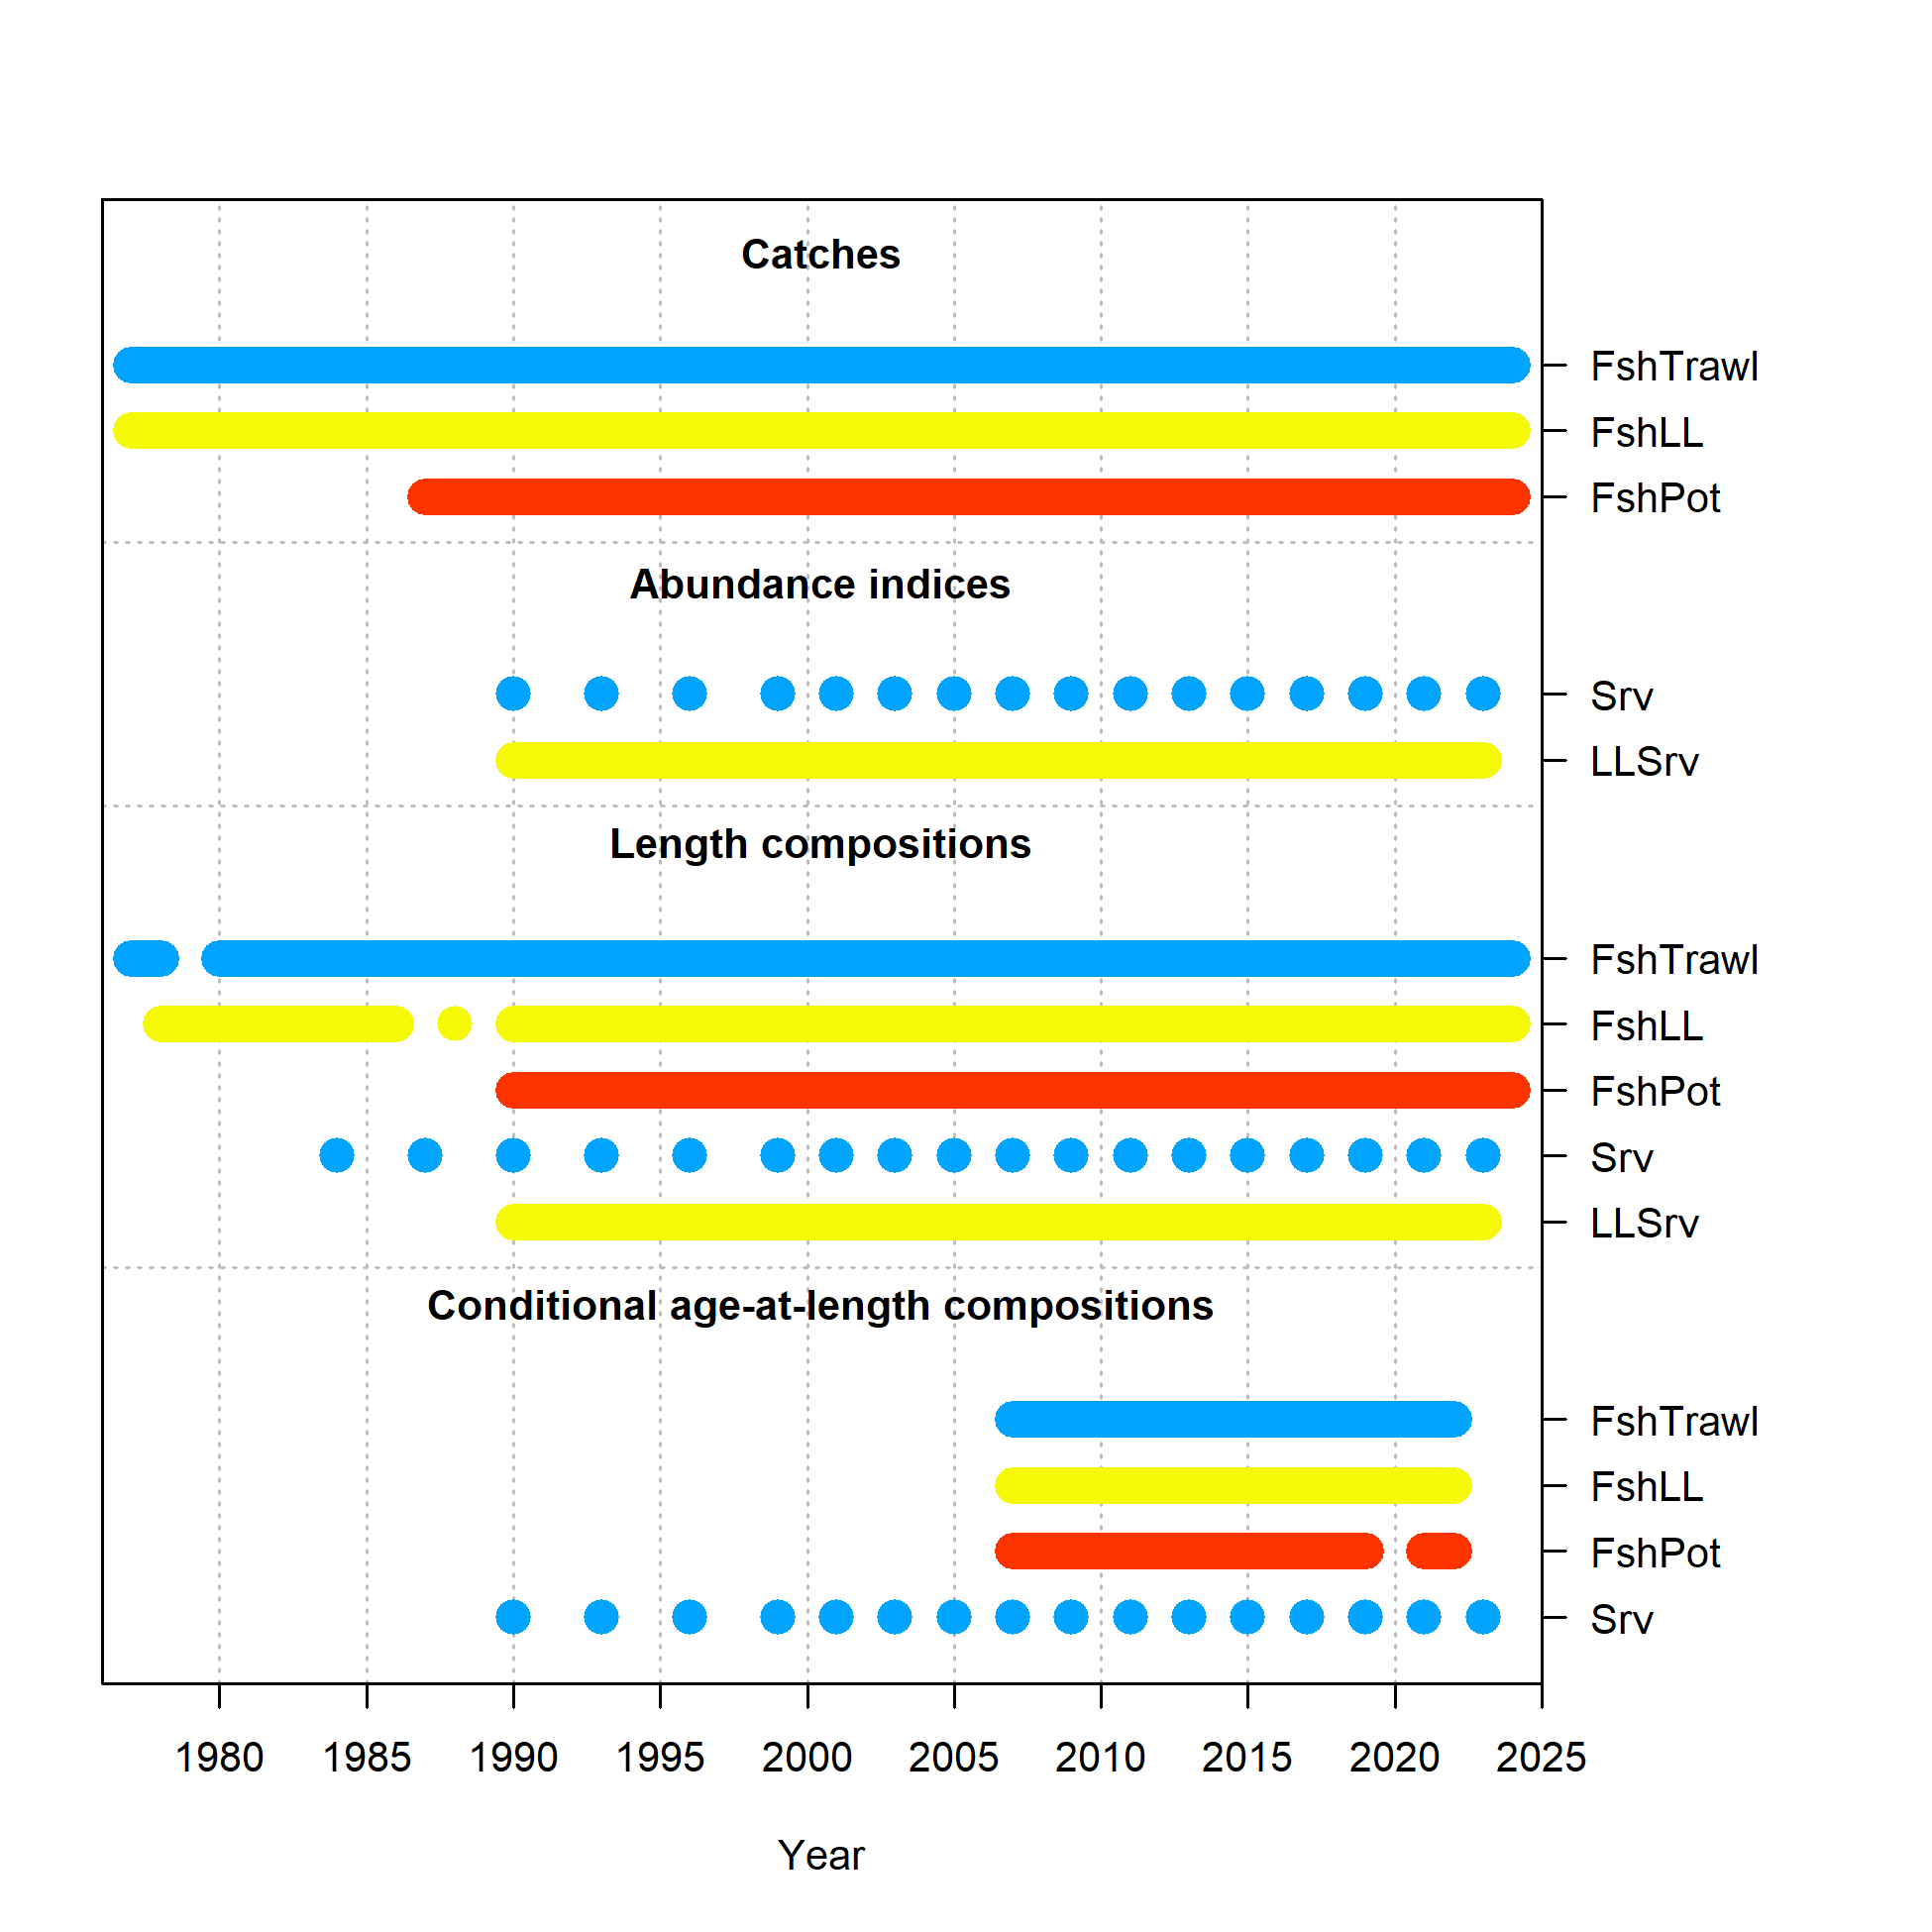 Catches
FshTrawl
FshLL
FshPot
Abundance indices
Srv
LLSrv
Length compositions
FshTrawl
FshLL
FshPot
Srv
LLSrv
Conditional age-at-length compositions
FshTrawl
FshLL
FshPot
Srv
1980 1985 1990 1995 2000 2005 2010 2015 2020 2025
Year